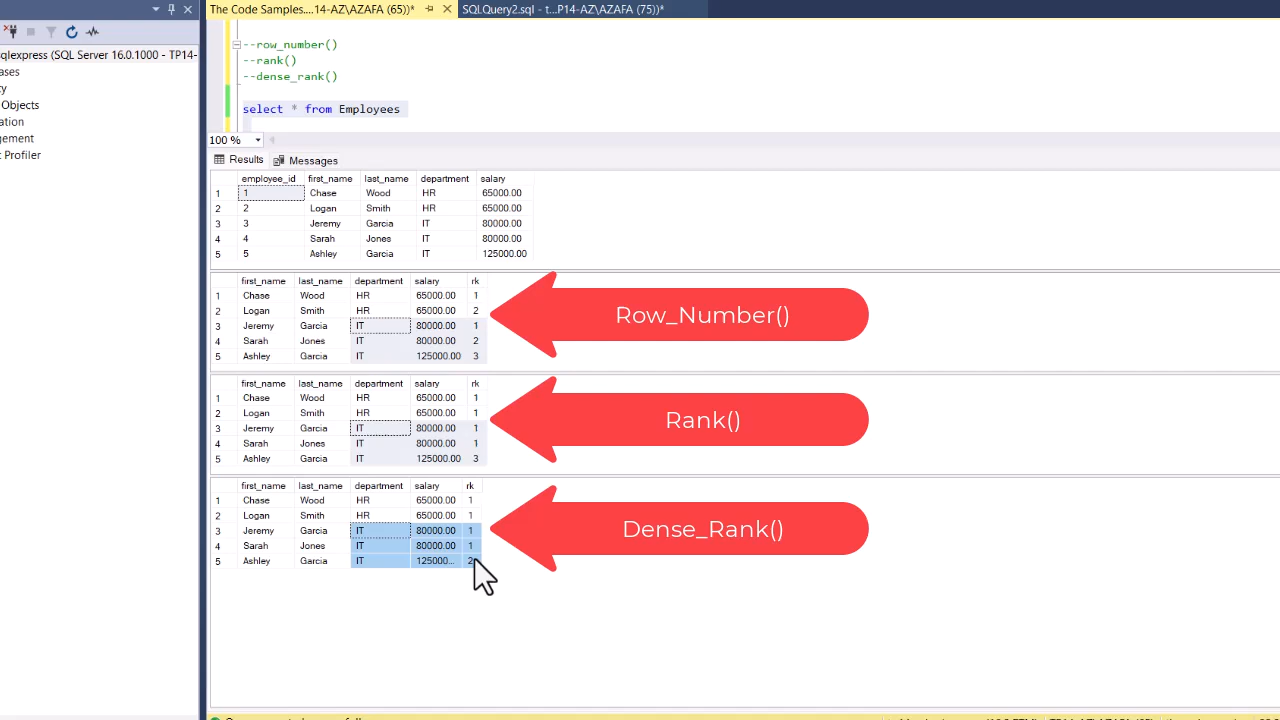 The Code Samples....14-AZ\AZAFA (65))* SQLQuery2.sql - t...P14-AZ\AZAFA (75))*
sqlexpress (SQL Server 16.0.1000 - TP14-
Objects
Profiler
--row_number()
--rank()
--dense_rank()
select * from Employees
100 %
Results Messages
employee_id first_name last_name department salary
1 1 Chase Wood HR 65000.00
2 2 Logan Smith HR 65000.00
3 3 Jeremy Garcia IT 80000.00
4 4 Sarah Jones IT 80000.00
5 5 Ashley Garcia IT 125000.00
first_name last_name department salary rk
1 Chase Wood HR 65000.00 1
2 Logan Smith HR 65000.00 2
3 Jeremy Garcia IT 80000.00 1
4 Sarah Jones IT 80000.00 2
5 Ashley Garcia IT 125000.00 3
Row_Number()
first_name last_name department salary rk
1 Chase Wood HR 65000.00 1
2 Logan Smith HR 65000.00 1
3 Jeremy Garcia IT 80000.00 1
4 Sarah Jones IT 80000.00 1
5 Ashley Garcia IT 125000.00 3
Rank()
first_name last_name department salary rk
1 Chase Wood HR 65000.00 1
2 Logan Smith HR 65000.00 1
3 Jeremy Garcia IT 80000.00 1
4 Sarah Jones IT 80000.00 1
5 Ashley Garcia IT 125000... 2
Dense_Rank()